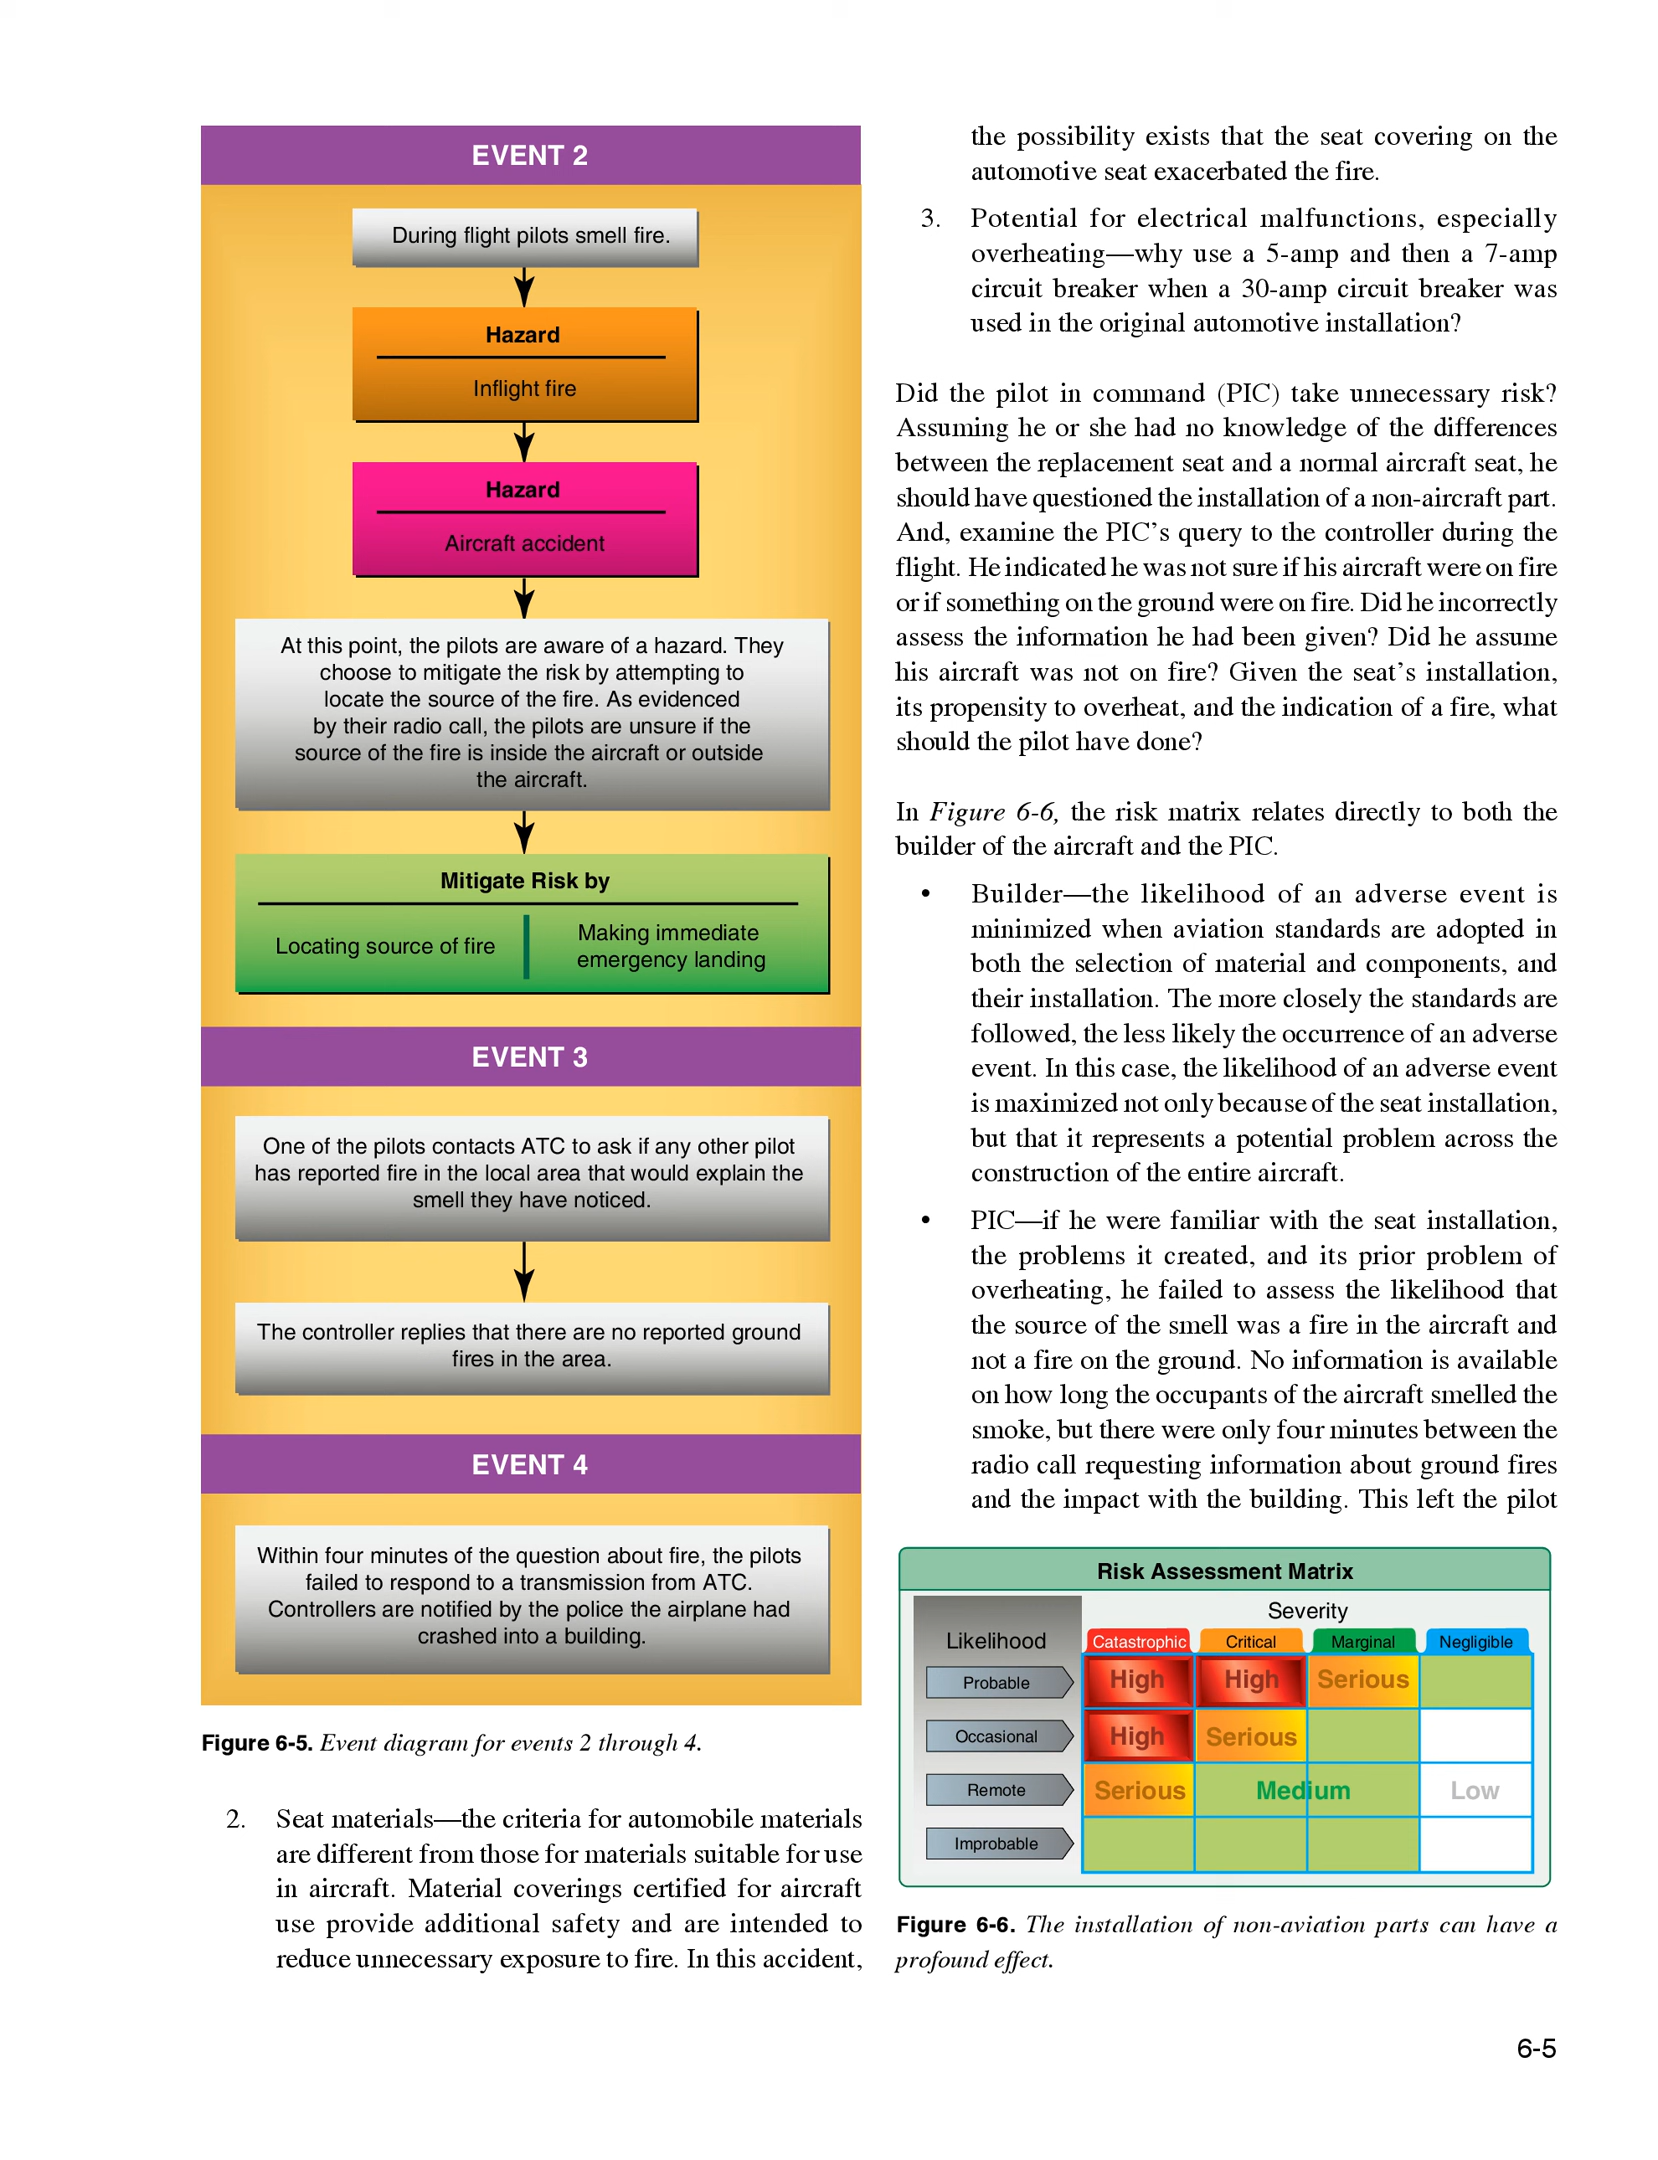 EVENT 2
During flight pilots smell fire.
Hazard
Inflight fire
Hazard
Aircraft accident
At this point, the pilots are aware of a hazard. They
choose to mitigate the risk by attempting to
locate the source of the fire. As evidenced
by their radio call, the pilots are unsure if the
source of the fire is inside the aircraft or outside
the aircraft.
Mitigate Risk by
Locating source of fire
Making immediate
emergency landing
EVENT 3
One of the pilots contacts ATC to ask if any other pilot
has reported fire in the local area that would explain the
smell they have noticed.
The controller replies that there are no reported ground
fires in the area.
EVENT 4
Within four minutes of the question about fire, the pilots
failed to respond to a transmission from ATC.
Controllers are notified by the police the airplane had
crashed into a building.
Figure 6-5. Event diagram for events 2 through 4.
2. Seat materials—the criteria for automobile materials
are different from those for materials suitable for use
in aircraft. Material coverings certified for aircraft
use provide additional safety and are intended to
reduce unnecessary exposure to fire. In this accident,
the possibility exists that the seat covering on the
automotive seat exacerbated the fire.
3. Potential for electrical malfunctions, especially
overheating—why use a 5-amp and then a 7-amp
circuit breaker when a 30-amp circuit breaker was
used in the original automotive installation?
Did the pilot in command (PIC) take unnecessary risk?
Assuming he or she had no knowledge of the differences
between the replacement seat and a normal aircraft seat, he
should have questioned the installation of a non-aircraft part.
And, examine the PIC's query to the controller during the
flight. He indicated he was not sure if his aircraft were on fire
or if something on the ground were on fire. Did he incorrectly
assess the information he had been given? Did he assume
his aircraft was not on fire? Given the seat's installation,
its propensity to overheat, and the indication of a fire, what
should the pilot have done?
In Figure 6-6, the risk matrix relates directly to both the
builder of the aircraft and the PIC.
• Builder—the likelihood of an adverse event is
minimized when aviation standards are adopted in
both the selection of material and components, and
their installation. The more closely the standards are
followed, the less likely the occurrence of an adverse
event. In this case, the likelihood of an adverse event
is maximized not only because of the seat installation,
but that it represents a potential problem across the
construction of the entire aircraft.
• PIC—if he were familiar with the seat installation,
the problems it created, and its prior problem of
overheating, he failed to assess the likelihood that
the source of the smell was a fire in the aircraft and
not a fire on the ground. No information is available
on how long the occupants of the aircraft smelled the
smoke, but there were only four minutes between the
radio call requesting information about ground fires
and the impact with the building. This left the pilot
Risk Assessment Matrix
Severity
Likelihood
Catastrophic Critical Marginal Negligible
Probable High High Serious
Occasional High Serious
Remote Serious Medium Low
Improbable
Figure 6-6. The installation of non-aviation parts can have a
profound effect.
6-5